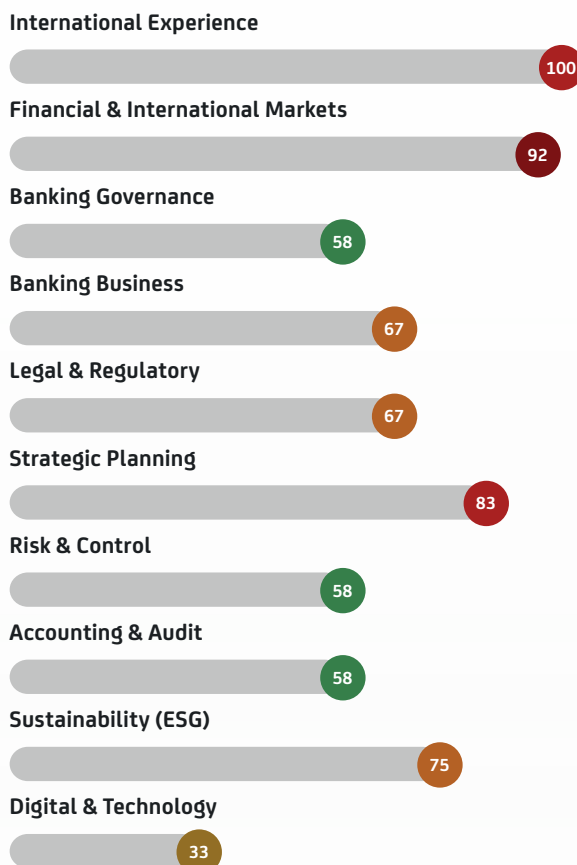 International Experience
100
Financial & International Markets
92
Banking Governance
58
Banking Business
67
Legal & Regulatory
67
Strategic Planning
83
Risk & Control
58
Accounting & Audit
58
Sustainability (ESG)
75
Digital & Technology
33